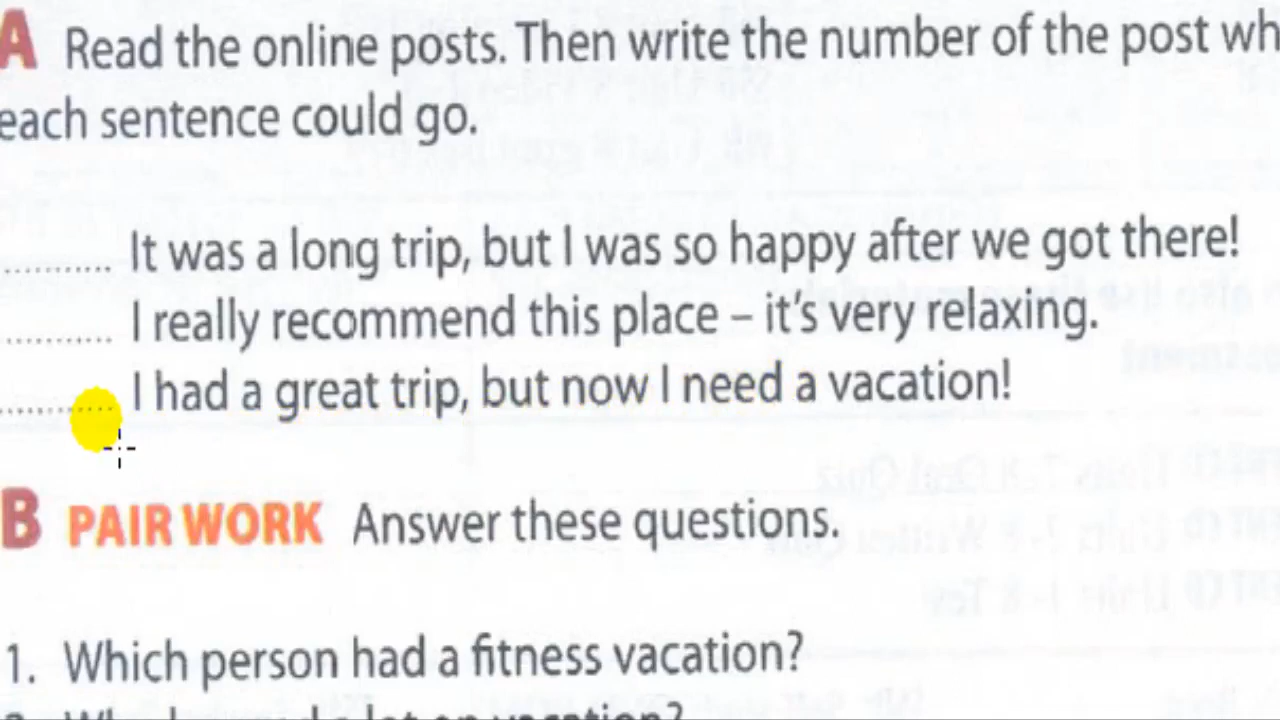 A Read the online posts. Then write the number of the post wh
each sentence could go.
.......... It was a long trip, but I was so happy after we got there!
.......... I really recommend this place – it's very relaxing.
.......... I had a great trip, but now I need a vacation!
B PAIR WORK Answer these questions.
1. Which person had a fitness vacation?
vacation?